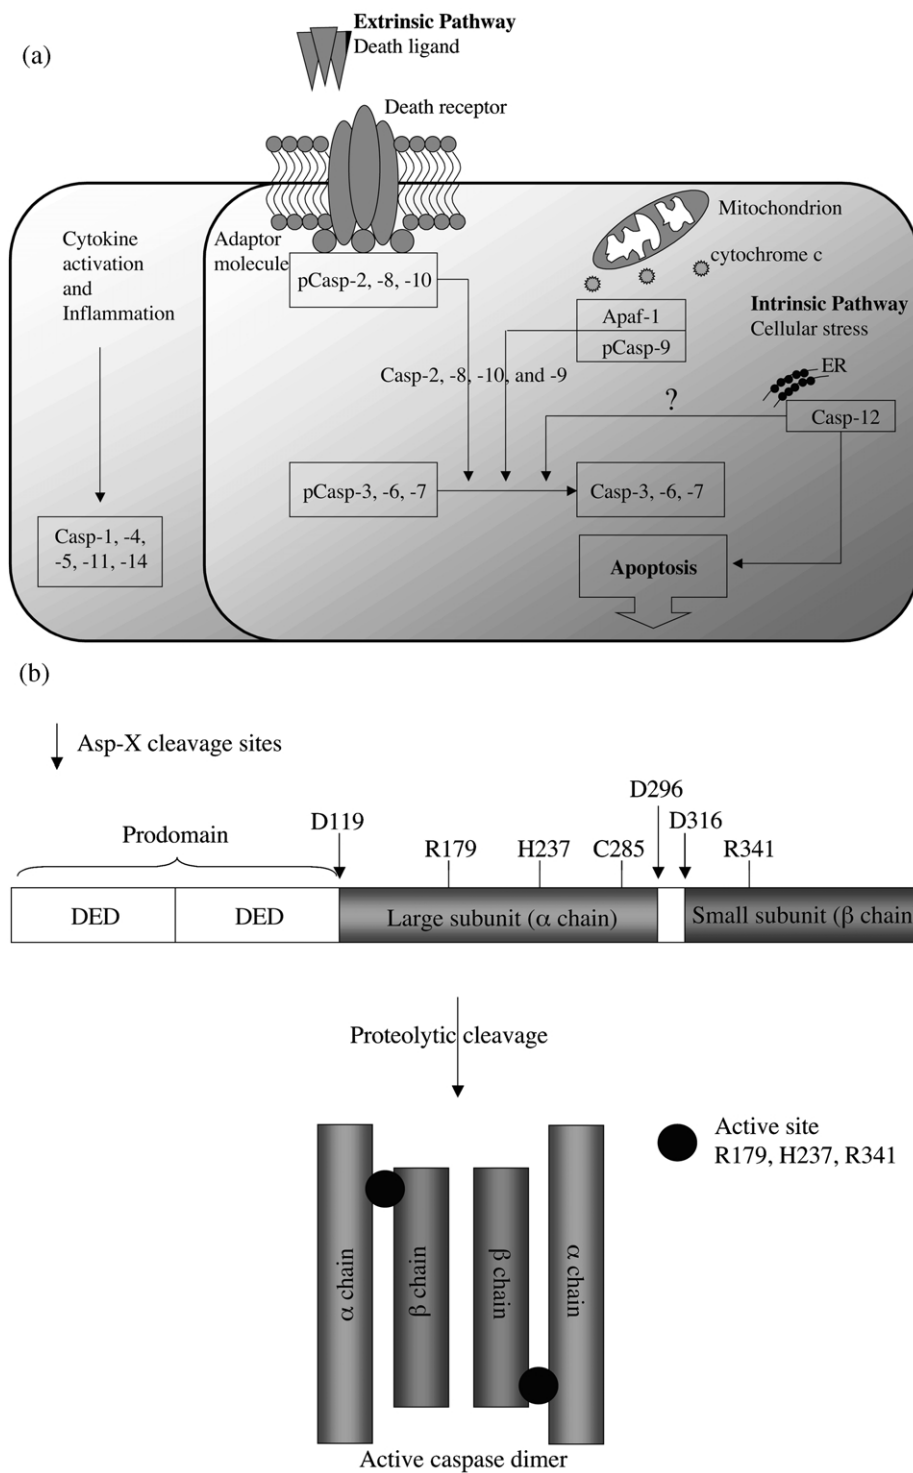 (a)
Extrinsic Pathway
Death ligand
Death receptor
Cytokine
activation
and
Inflammation
Adaptor
molecule
pCasp-2, -8, -10
Mitochondrion
cytochrome c
Apaf-1
pCasp-9
Intrinsic Pathway
Cellular stress
ER
Casp-2, -8, -10, and -9
?
Casp-12
pCasp-3, -6, -7
Casp-3, -6, -7
Casp-1, -4,
-5, -11, -14
Apoptosis
(b)
Asp-X cleavage sites
D296
Prodomain
D119
D316
R179
H237
C285
R341
DED
DED
Large subunit (α chain)
Small subunit (β chain
Proteolytic cleavage
Active site
R179, H237, R341
α chain
β chain
β chain
α chain
Active caspase dimer